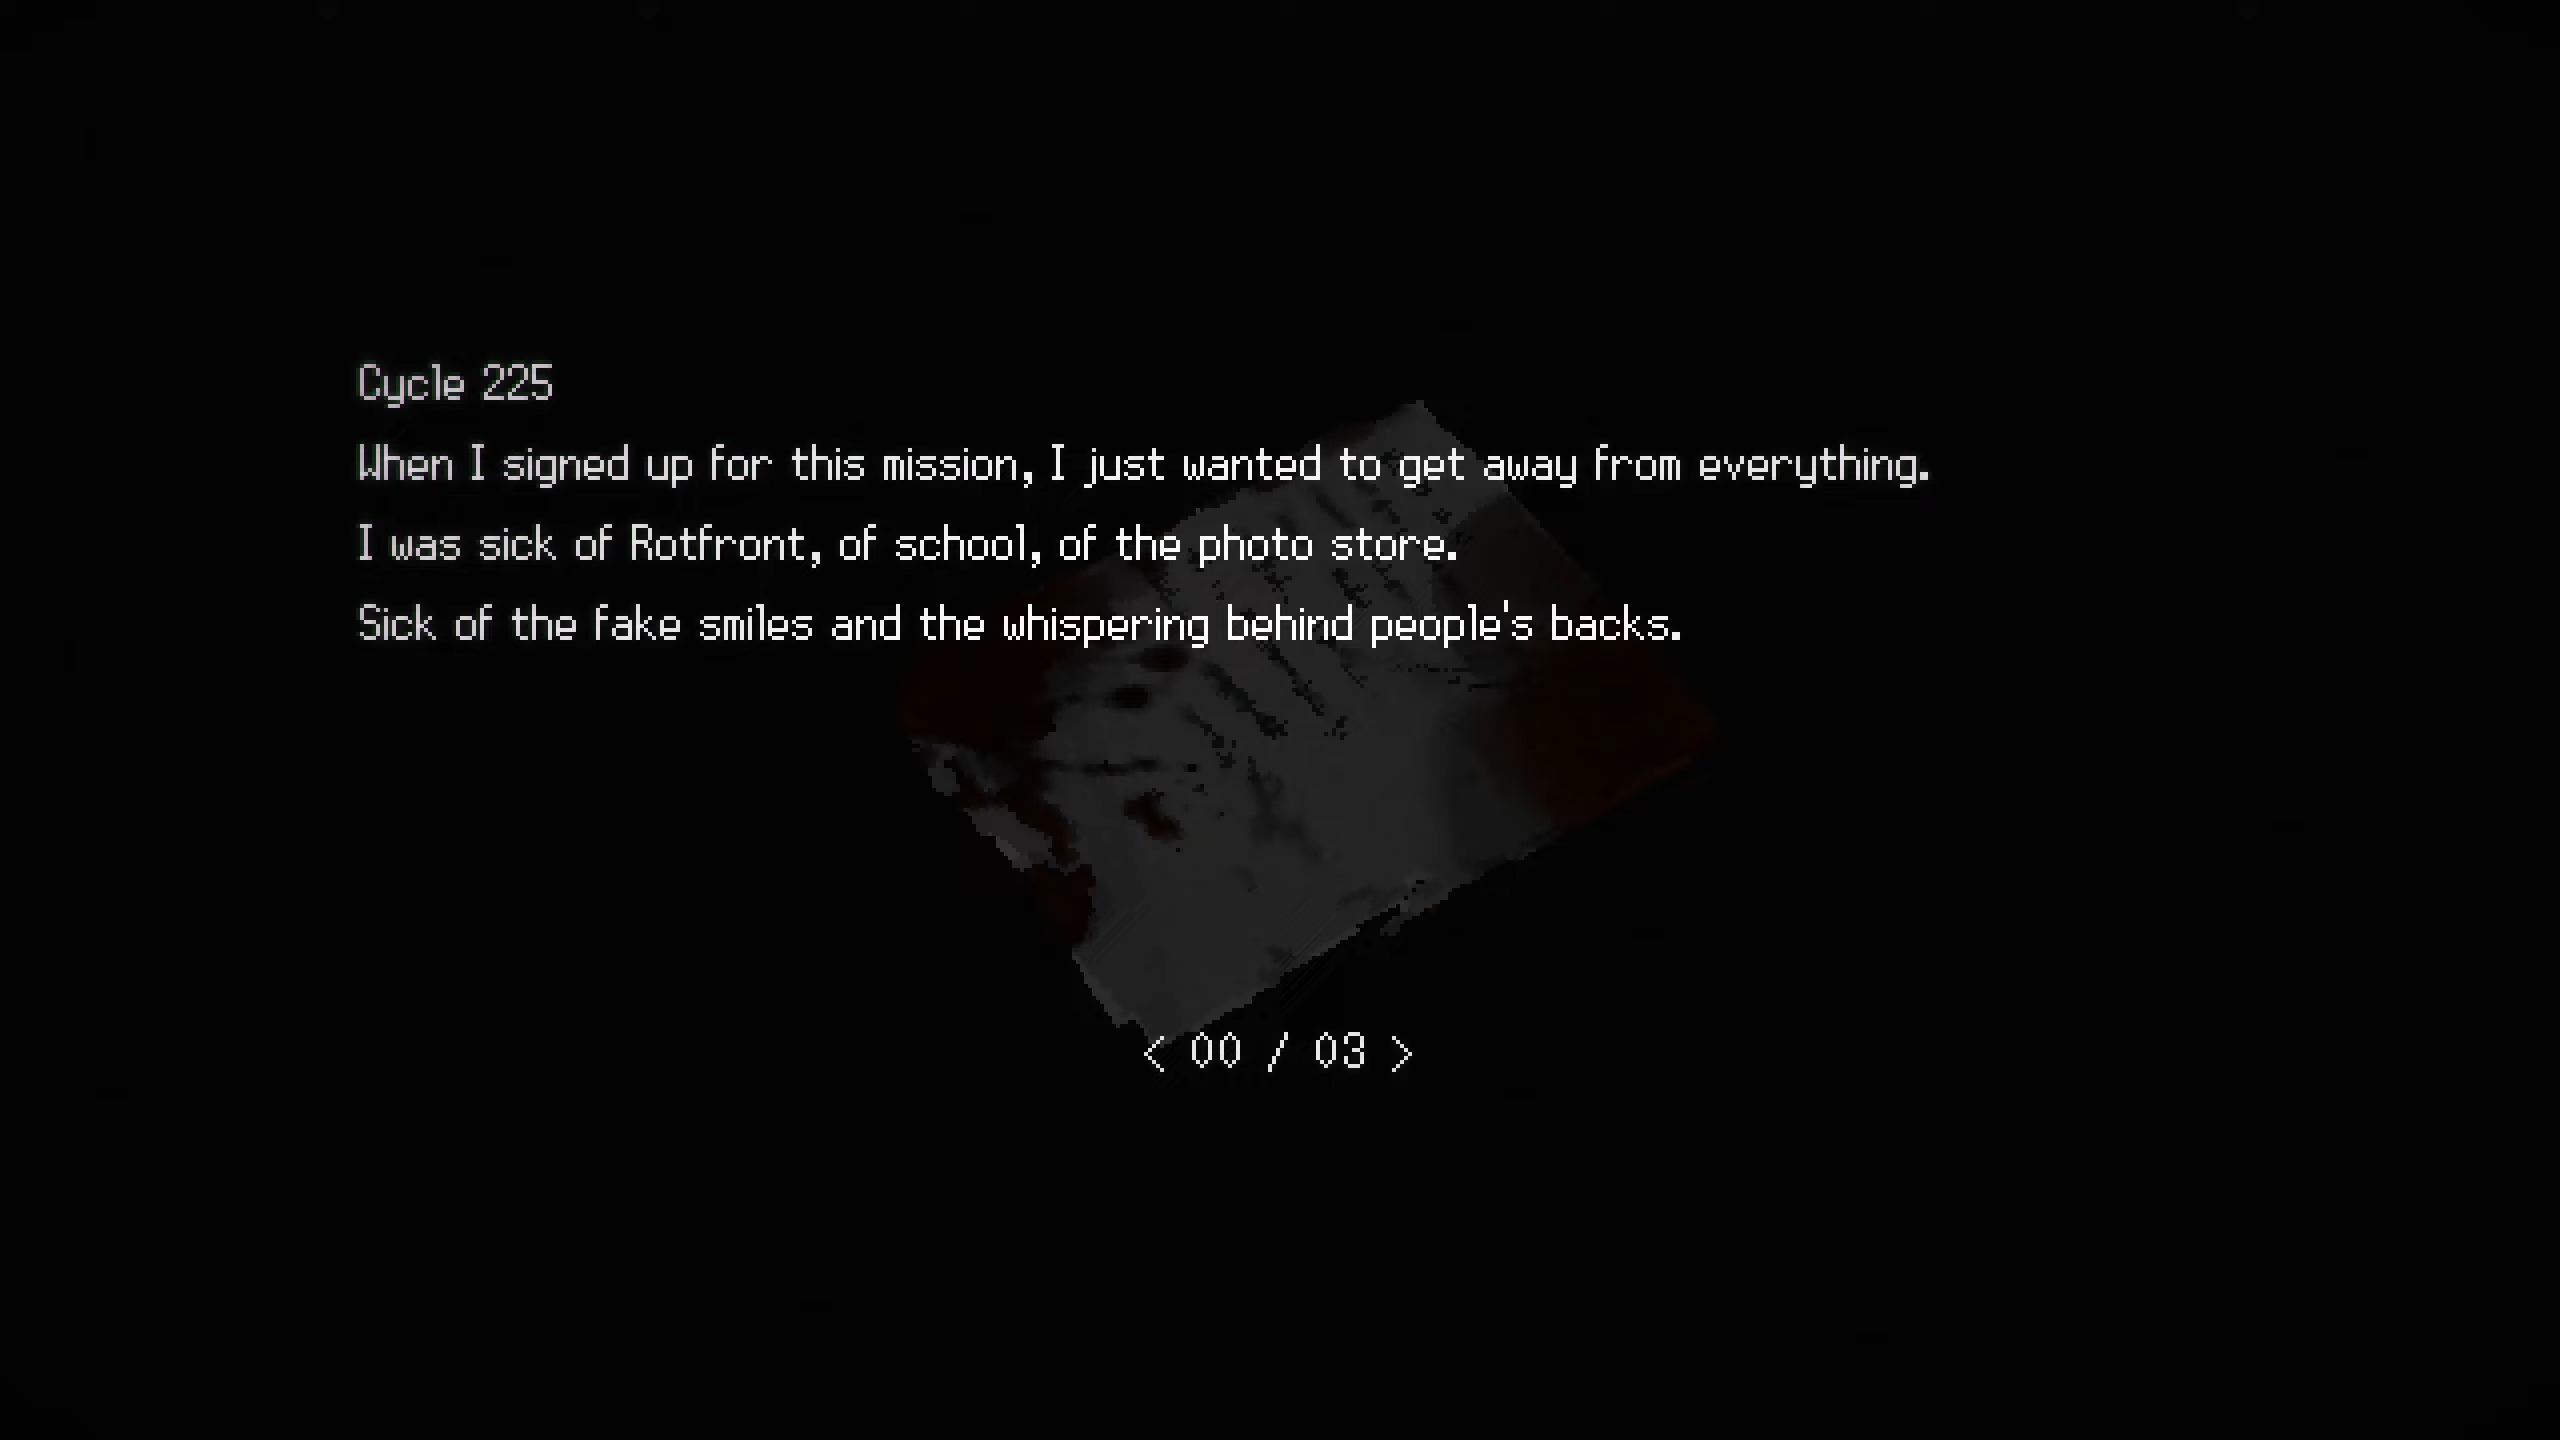 Cycle 225
When I signed up for this mission, I just wanted to get away from everything.
I was sick of Rotfront, of school, of the photo store.
Sick of the fake smiles and the whispering behind people's backs.
< 00 / 03 >